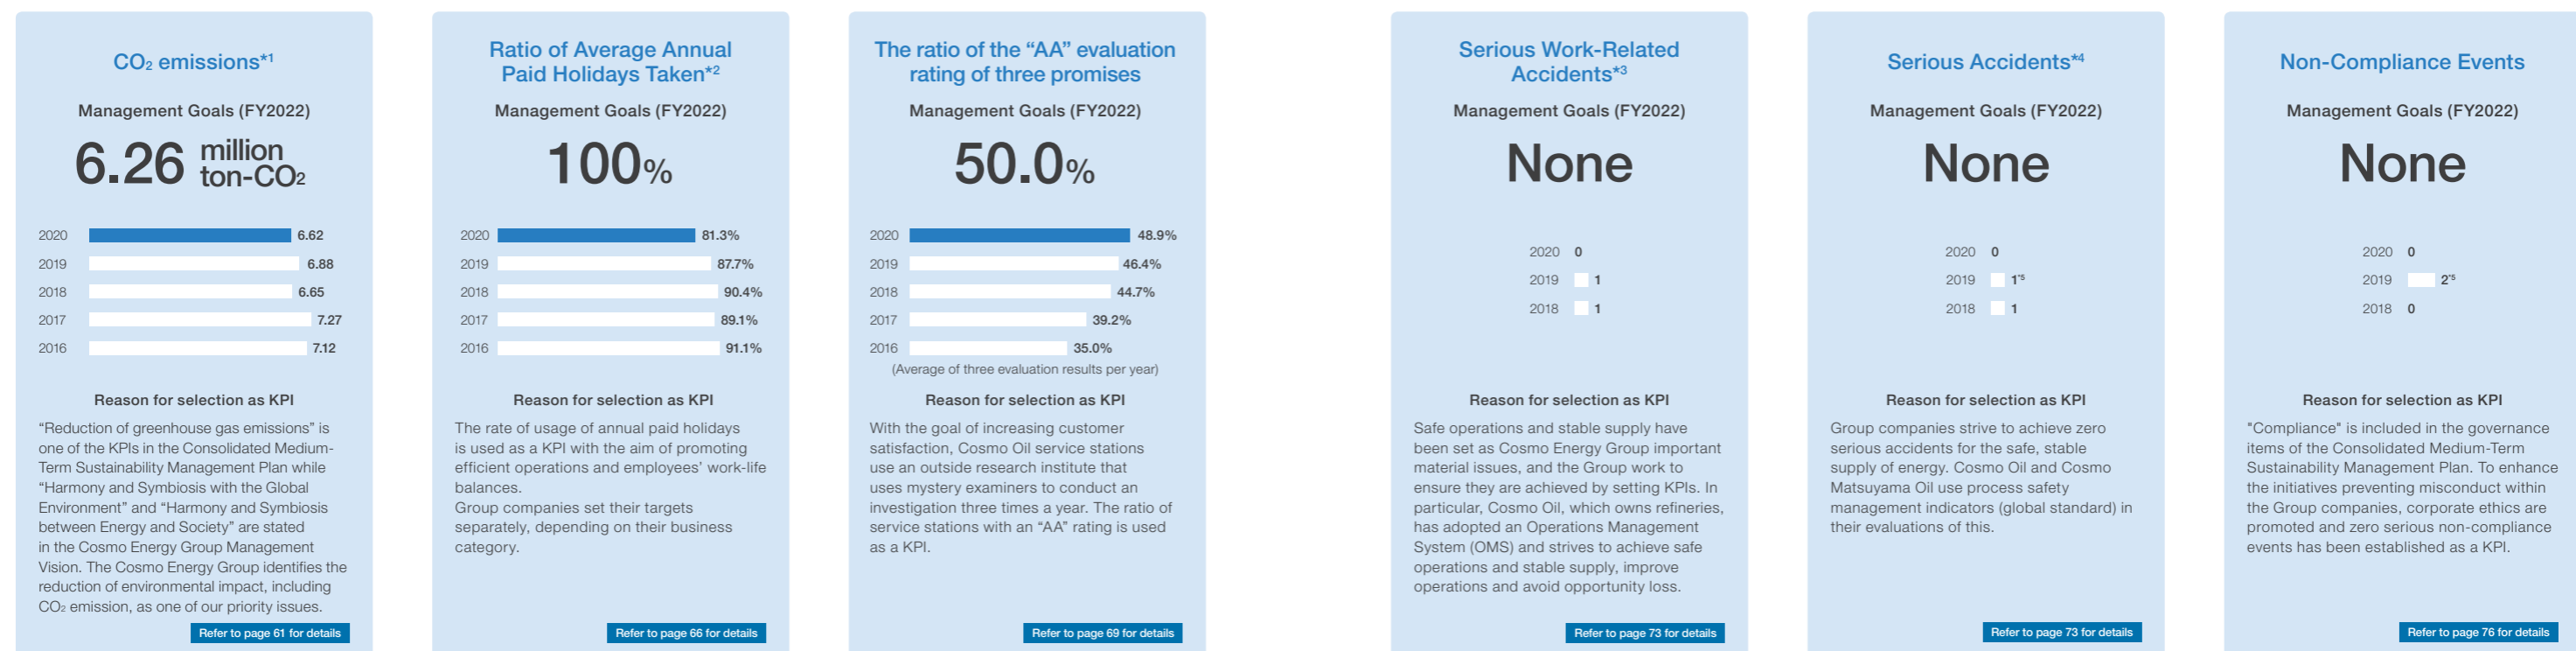 CO₂ emissions*1
Management Goals (FY2022)
6.26 million
ton-CO₂
2020 6.62
2019 6.88
2018 6.65
2017 7.27
2016 7.12
Reason for selection as KPI
“Reduction of greenhouse gas emissions” is
one of the KPIs in the Consolidated Medium-
Term Sustainability Management Plan while
“Harmony and Symbiosis with the Global
Environment” and “Harmony and Symbiosis
between Energy and Society” are stated
in the Cosmo Energy Group Management
Vision. The Cosmo Energy Group identifies the
reduction of environmental impact, including
CO₂ emission, as one of our priority issues.
Refer to page 61 for details
Ratio of Average Annual
Paid Holidays Taken*2
Management Goals (FY2022)
100%
2020 81.3%
2019 87.7%
2018 90.4%
2017 89.1%
2016 91.1%
Reason for selection as KPI
The rate of usage of annual paid holidays
is used as a KPI with the aim of promoting
efficient operations and employees’ work-life
balances.
Group companies set their targets
separately, depending on their business
category.
Refer to page 66 for details
The ratio of the “AA” evaluation
rating of three promises
Management Goals (FY2022)
50.0%
2020 48.9%
2019 46.4%
2018 44.7%
2017 39.2%
2016 35.0%
(Average of three evaluation results per year)
Reason for selection as KPI
With the goal of increasing customer
satisfaction, Cosmo Oil service stations
use an outside research institute that
uses mystery examiners to conduct an
investigation three times a year. The ratio of
service stations with an “AA” rating is used
as a KPI.
Refer to page 69 for details
Serious Work-Related
Accidents*3
Management Goals (FY2022)
None
2020 0
2019 1
2018 1
Reason for selection as KPI
Safe operations and stable supply have
been set as Cosmo Energy Group important
material issues, and the Group work to
ensure they are achieved by setting KPIs. In
particular, Cosmo Oil, which owns refineries,
has adopted an Operations Management
System (OMS) and strives to achieve safe
operations and stable supply, improve
operations and avoid opportunity loss.
Refer to page 73 for details
Serious Accidents*4
Management Goals (FY2022)
None
2020 0
2019 1*5
2018 1
Reason for selection as KPI
Group companies strive to achieve zero
serious accidents for the safe, stable
supply of energy. Cosmo Oil and Cosmo
Matsuyama Oil use process safety
management indicators (global standard) in
their evaluations of this.
Refer to page 73 for details
Non-Compliance Events
Management Goals (FY2022)
None
2020 0
2019 2*5
2018 0
Reason for selection as KPI
"Compliance" is included in the governance
items of the Consolidated Medium-Term
Sustainability Management Plan. To enhance
the initiatives preventing misconduct within
the Group companies, corporate ethics are
promoted and zero serious non-compliance
events has been established as a KPI.
Refer to page 76 for details